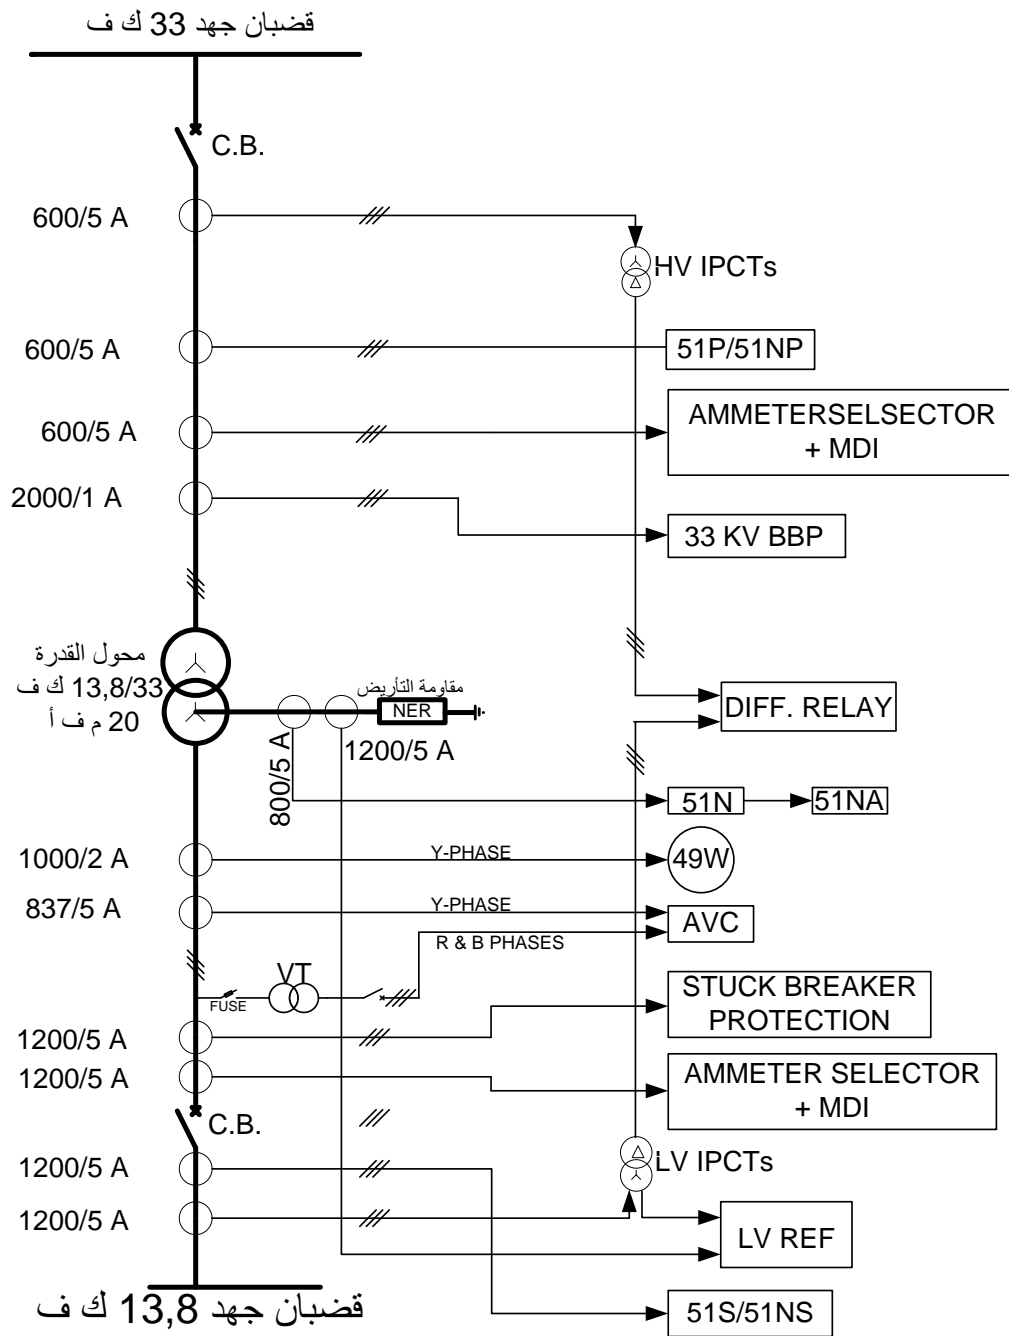 قضبان جهد 33 ك ف
C.B.
600/5 A
HV IPCTs
600/5 A
51P/51NP
600/5 A
AMMETERSELSECTOR
+ MDI
2000/1 A
33 KV BBP
محول القدرة
13,8/33 ك ف
20 م ف أ
مقاومة التأريض
NER
1200/5 A
800/5 A
DIFF. RELAY
51N
51NA
1000/2 A
Y-PHASE
49W
837/5 A
Y-PHASE
AVC
R & B PHASES
VT
FUSE
STUCK BREAKER
PROTECTION
1200/5 A
1200/5 A
AMMETER SELECTOR
+ MDI
C.B.
1200/5 A
LV IPCTs
1200/5 A
LV REF
قضبان جهد 13,8 ك ف
51S/51NS